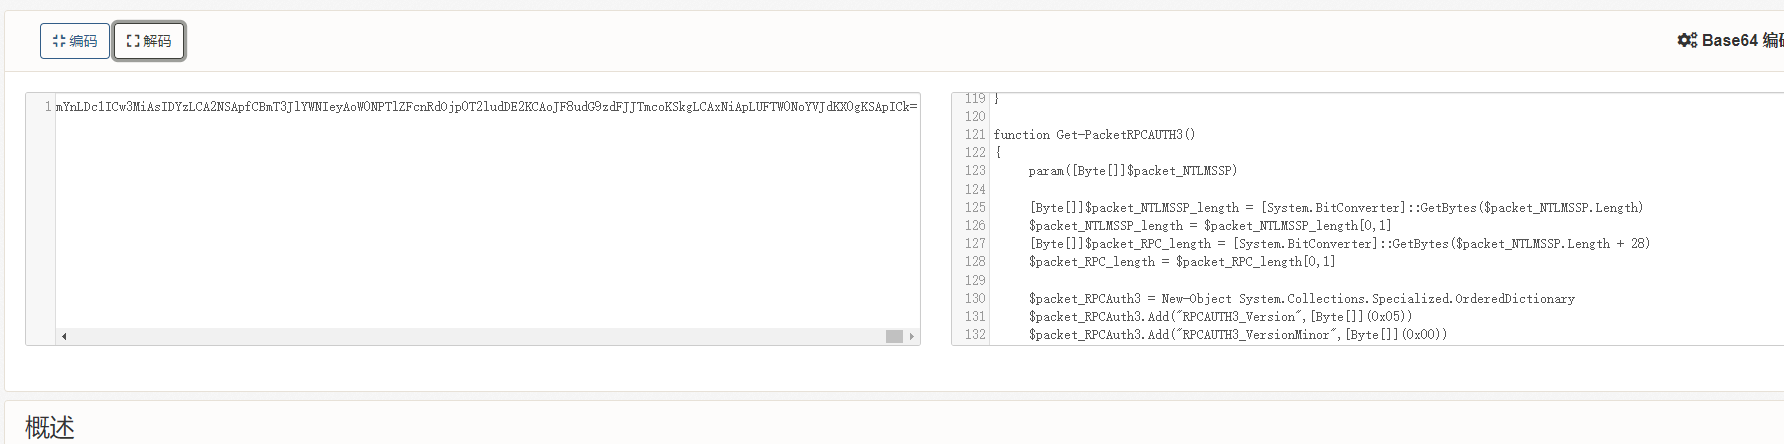 编码 解码 Base64 编
1 mYnLDclICw3MiAsIDYzLCA2NSApfCBmT3JlYWNIeyAoW0NPTlZFcnRdOjpOT2ludDE2KCAoJF8udG9zdFJJTmcoKSkgLCAxNiApLUFTW0NoYVJdKX0gKSApICk=
119 }
120
121 function Get-PacketRPCAUTH3()
122 {
123 param([Byte[]]$packet_NTLMSSP)
124
125 [Byte[]]$packet_NTLMSSP_length = [System.BitConverter]::GetBytes($packet_NTLMSSP.Length)
126 $packet_NTLMSSP_length = $packet_NTLMSSP_length[0,1]
127 [Byte[]]$packet_RPC_length = [System.BitConverter]::GetBytes($packet_NTLMSSP.Length + 28)
128 $packet_RPC_length = $packet_RPC_length[0,1]
129
130 $packet_RPCAuth3 = New-Object System.Collections.Specialized.OrderedDictionary
131 $packet_RPCAuth3.Add("RPCAUTH3_Version",[Byte[]](0x05))
132 $packet_RPCAuth3.Add("RPCAUTH3_VersionMinor",[Byte[]](0x00))
概述